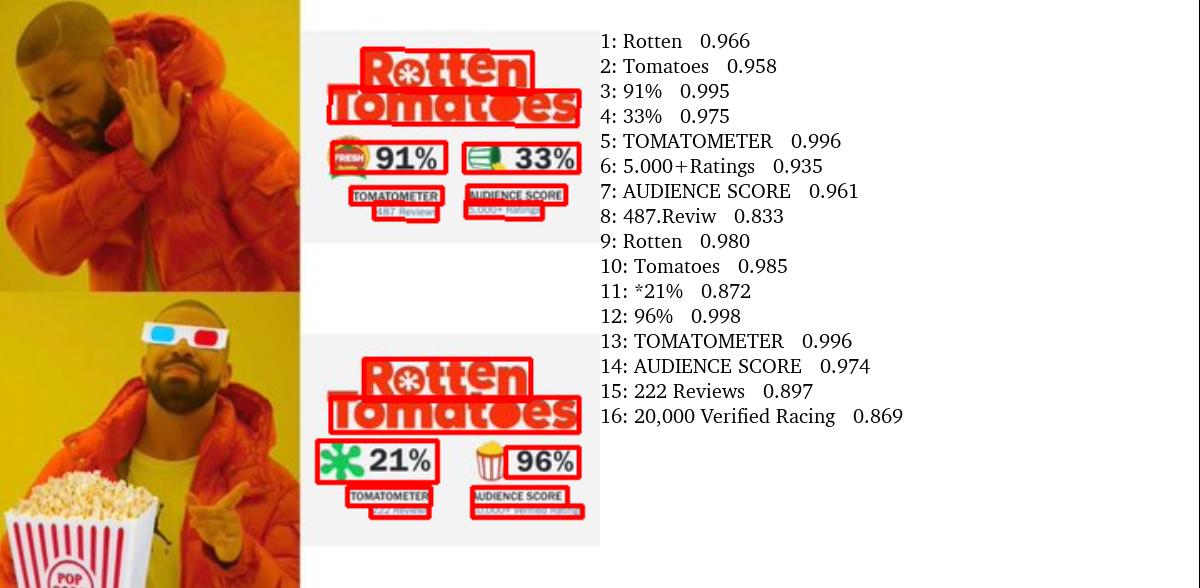 Rotten
Tomatoes
FRESH 91% 33%
TOMATOMETER AUDIENCE SCORE
487 Reviews 5,000+ Ratings
Rotten
Tomatoes
21% 96%
TOMATOMETER AUDIENCE SCORE
222 Reviews 20,000+ Verified Ratings
POP
1: Rotten 0.966
2: Tomatoes 0.958
3: 91% 0.995
4: 33% 0.975
5: TOMATOMETER 0.996
6: 5.000+Ratings 0.935
7: AUDIENCE SCORE 0.961
8: 487.Reviw 0.833
9: Rotten 0.980
10: Tomatoes 0.985
11: *21% 0.872
12: 96% 0.998
13: TOMATOMETER 0.996
14: AUDIENCE SCORE 0.974
15: 222 Reviews 0.897
16: 20,000 Verified Racing 0.869